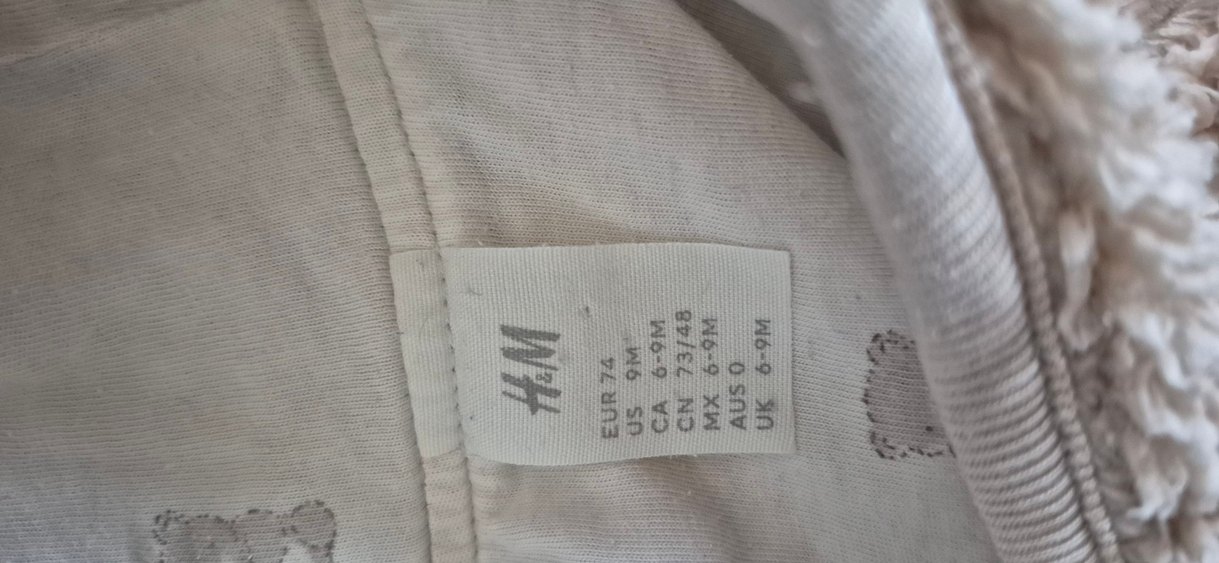 H&M
EUR 74
US 9M
CA 6-9M
CN 73/48
MX 6-9M
AUS 0
UK 6-9M